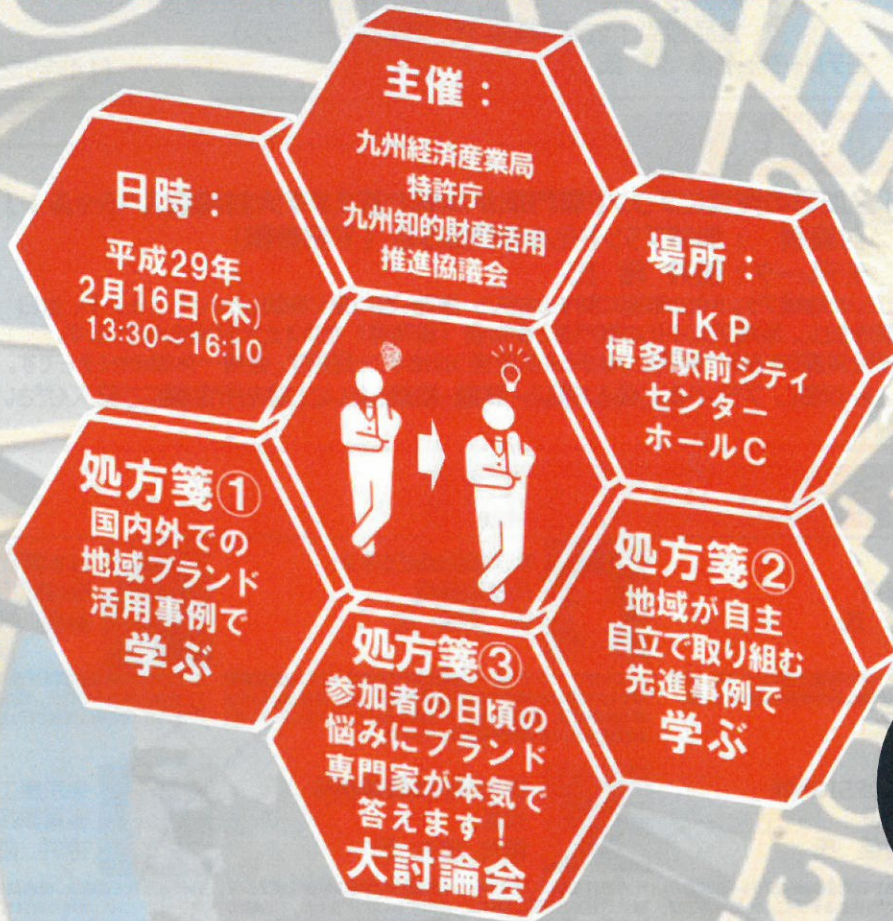 主催：
九州経済産業局
特許庁
九州知的財産活用
推進協議会
日時：
平成29年
2月16日(木)
13:30～16:10
場所：
TKP
博多駅前シティ
センター
ホールC
処方箋①
国内外での
地域ブランド
活用事例で
学ぶ
処方箋②
地域が自主
自立で取り組む
先進事例で
学ぶ
処方箋③
参加者の日頃の
悩みにブランド
専門家が本気で
答えます！
大討論会